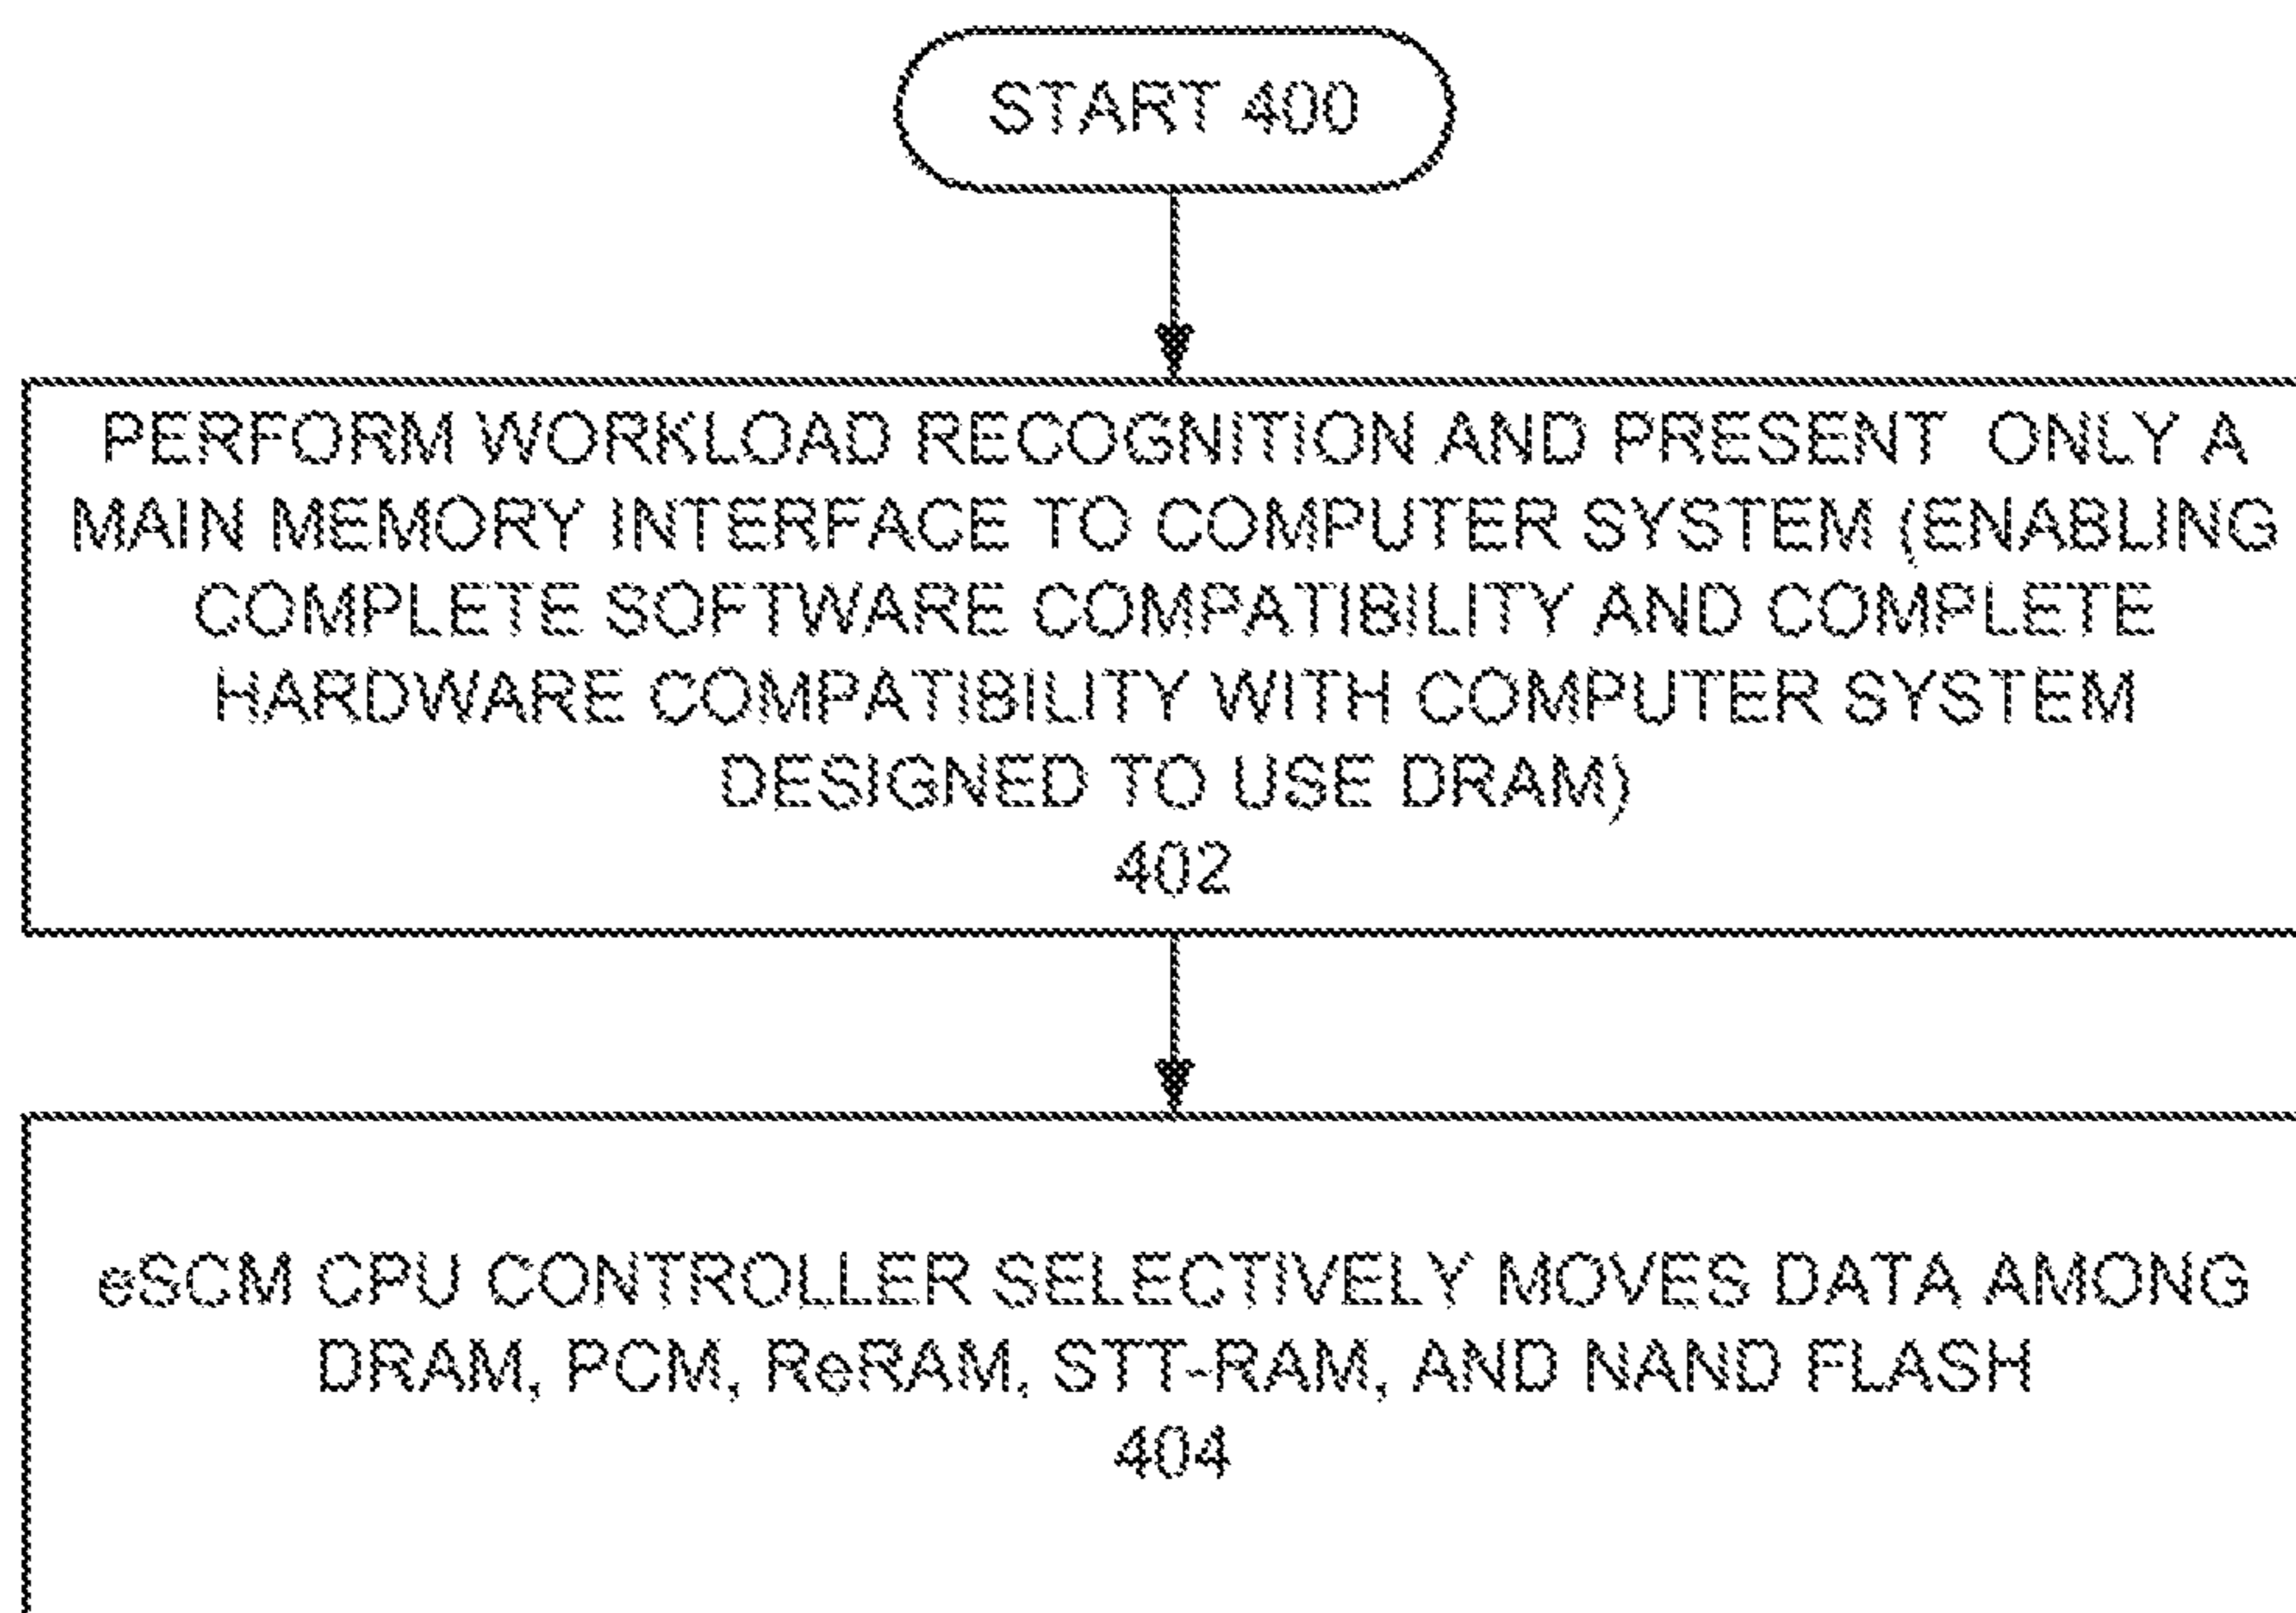 START 400
PERFORM WORKLOAD RECOGNITION AND PRESENT ONLY A
MAIN MEMORY INTERFACE TO COMPUTER SYSTEM (ENABLING
COMPLETE SOFTWARE COMPATIBILITY AND COMPLETE
HARDWARE COMPATIBILITY WITH COMPUTER SYSTEM
DESIGNED TO USE DRAM)
402
eSCM CPU CONTROLLER SELECTIVELY MOVES DATA AMONG
DRAM, PCM, ReRAM, STT-RAM, AND NAND FLASH
404